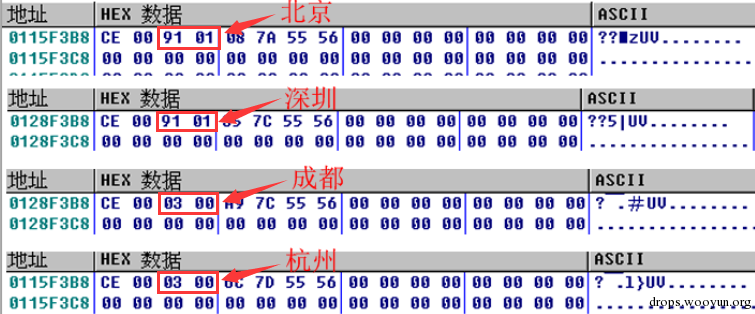 地址 HEX 数据 北京 ASCII
0115F3B8 CE 00 91 01 08 7A 55 56 00 00 00 00 00 00 00 00 ??■zUV........
0115F3C8 00 00 00 00 00 00 00 00 00 00 00 00 00 00 00 00 ................
地址 HEX 数据 深圳 ASCII
0128F3B8 CE 00 91 01 35 7C 55 56 00 00 00 00 00 00 00 00 ??5|UV........
0128F3C8 00 00 00 00 00 00 00 00 00 00 00 00 00 00 00 00 ................
地址 HEX 数据 成都 ASCII
0128F3B8 CE 00 03 00 A9 7C 55 56 00 00 00 00 00 00 00 00 ? .#UV........
0128F3C8 00 00 00 00 00 00 00 00 00 00 00 00 00 00 00 00 ................
地址 HEX 数据 杭州 ASCII
0115F3B8 CE 00 03 00 6C 7D 55 56 00 00 00 00 00 00 00 00 ? .l}UV........
0115F3C8 00 00 00 00 00 00 00 00 00 00 00 00 00 00 00 00 ................
drops.wooyun.org